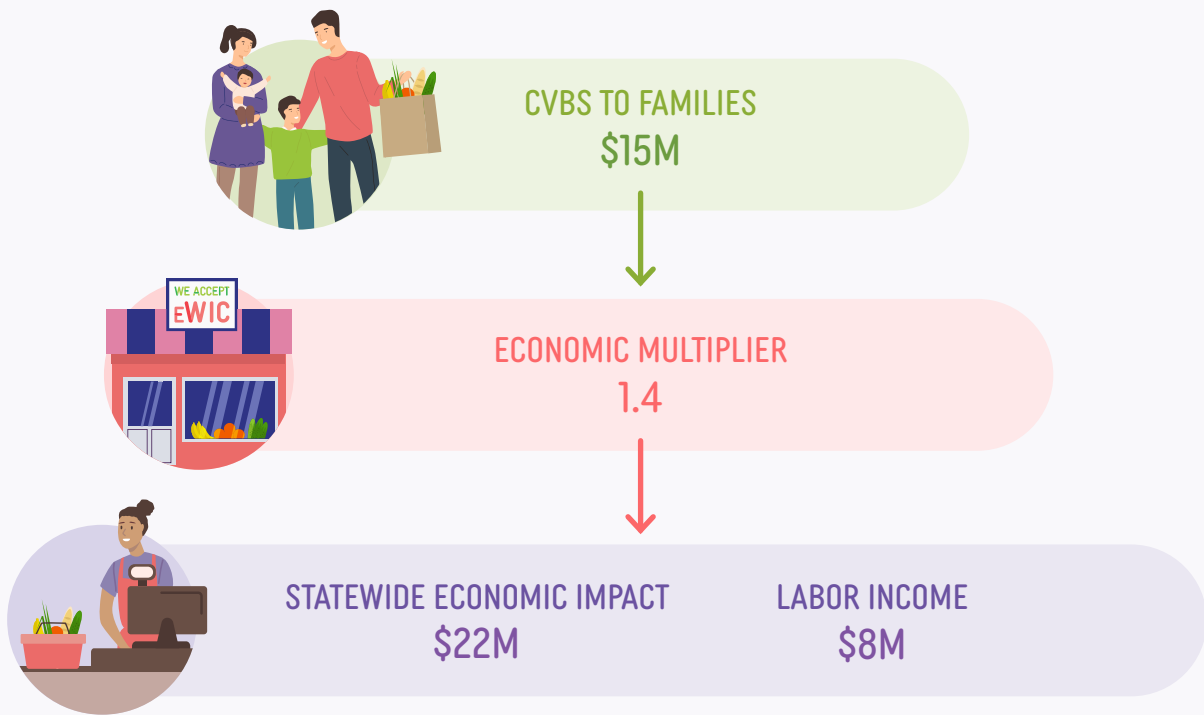 CVBS TO FAMILIES
$15M
WE ACCEPT
eWIC
ECONOMIC MULTIPLIER
1.4
STATEWIDE ECONOMIC IMPACT
$22M
LABOR INCOME
$8M